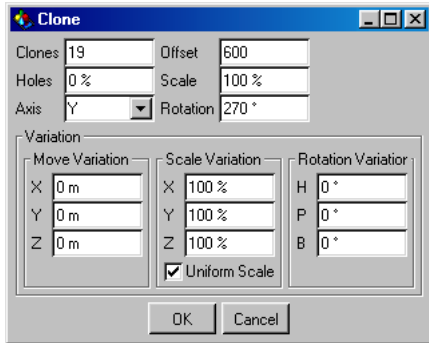 Clone
Clones 19 Offset 600
Holes 0 % Scale 100 %
Axis Y Rotation 270 °
Variation
Move Variation Scale Variation Rotation Variation
X 0 m X 100 % H 0 °
Y 0 m Y 100 % P 0 °
Z 0 m Z 100 % B 0 °
Uniform Scale
OK Cancel